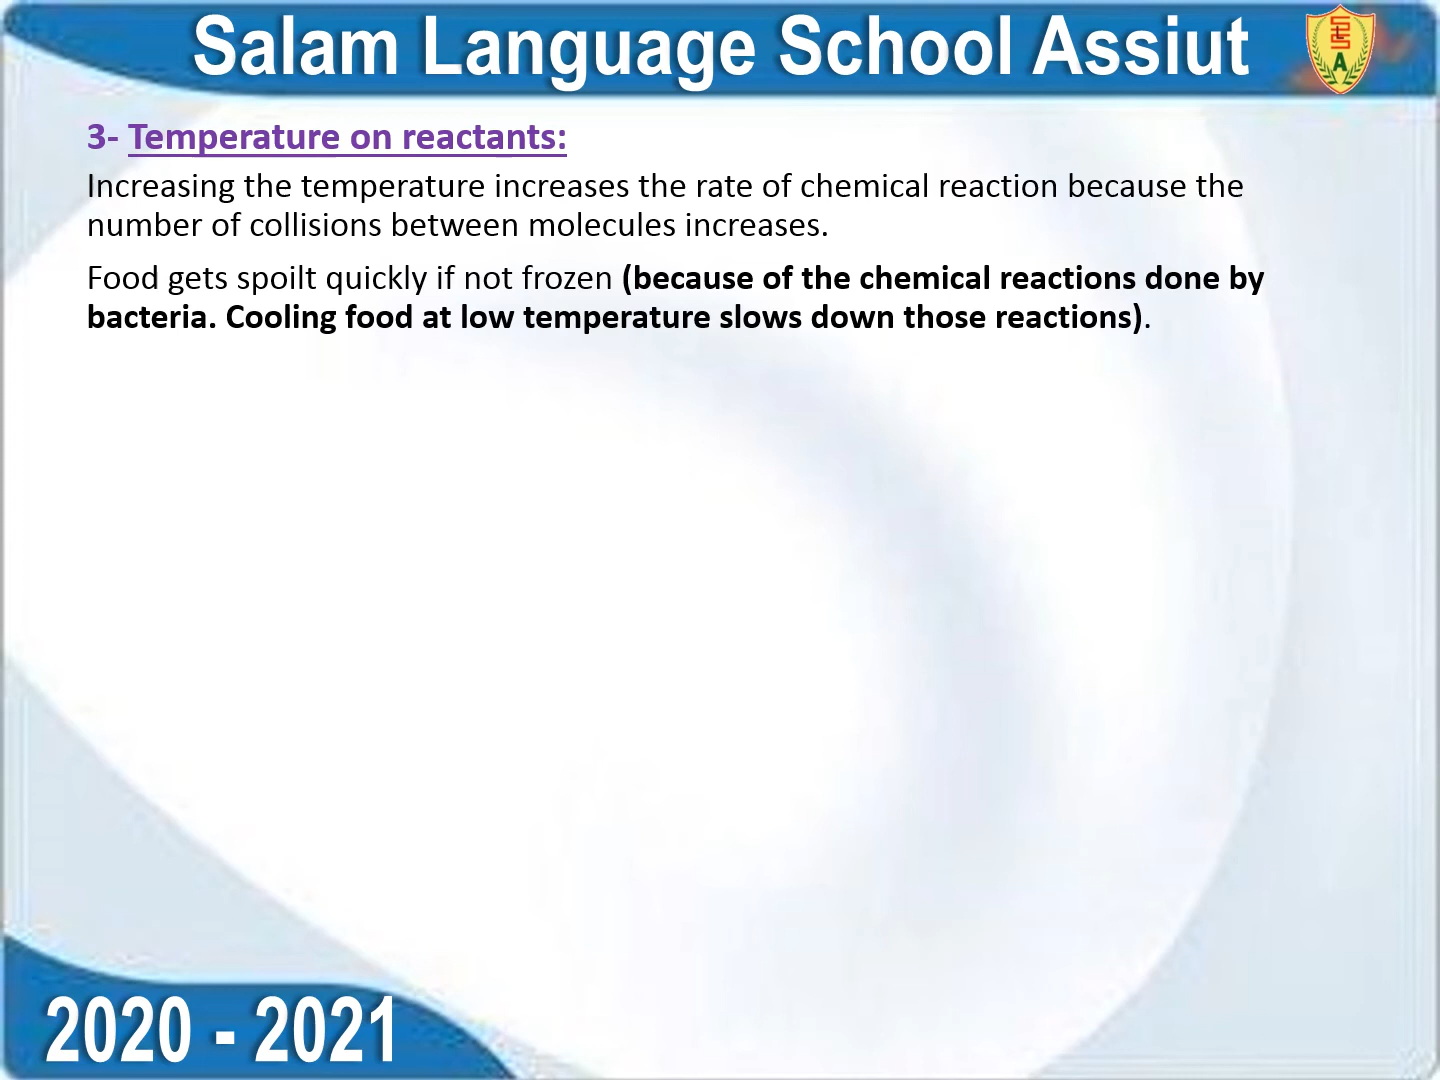 Salam Language School Assiut
3- Temperature on reactants:
Increasing the temperature increases the rate of chemical reaction because the
number of collisions between molecules increases.
Food gets spoilt quickly if not frozen (because of the chemical reactions done by
bacteria. Cooling food at low temperature slows down those reactions).
2020 - 2021